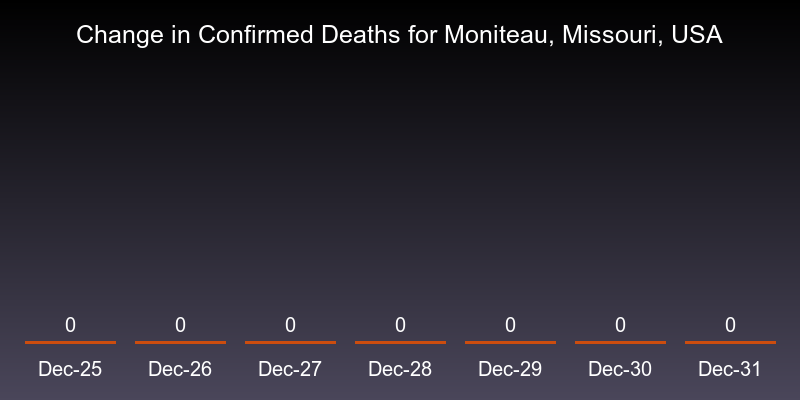 Change in Confirmed Deaths for Moniteau, Missouri, USA
0 0 0 0 0 0 0
Dec-25 Dec-26 Dec-27 Dec-28 Dec-29 Dec-30 Dec-31